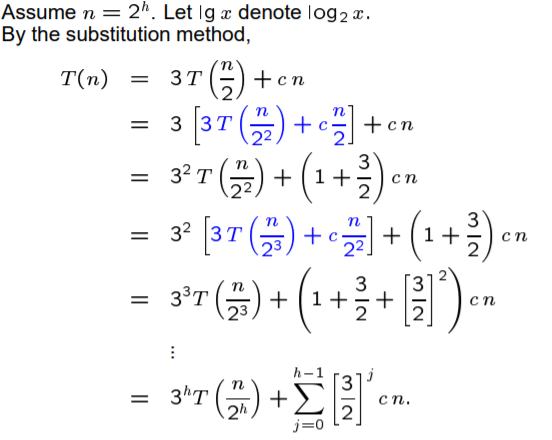 Assume n = 2^h. Let lg x denote log_2 x.
By the substitution method,
T(n) = 3 T(n/2) + c n
= 3 [3 T(n/2^2) + c n/2] + c n
= 3^2 T(n/2^2) + (1 + 3/2) c n
= 3^2 [3 T(n/2^3) + c n/2^2] + (1 + 3/2) c n
= 3^3 T(n/2^3) + (1 + 3/2 + [3/2]^2) c n
⋮
= 3^h T(n/2^h) + ∑_{j=0}^{h−1} [3/2]^j c n.